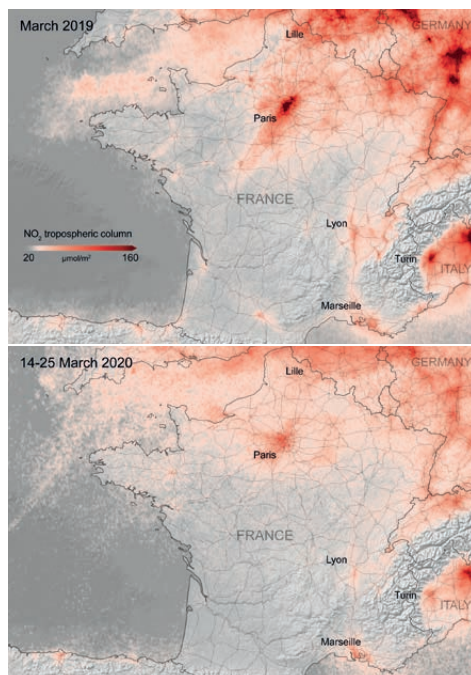 March 2019
GERMANY
Lille
Paris
FRANCE
Lyon
NO₂ tropospheric column
20 μmol/m² 160
Turin
ITALY
Marseille
14-25 March 2020
GERMANY
Lille
Paris
FRANCE
Lyon
Turin
ITALY
Marseille